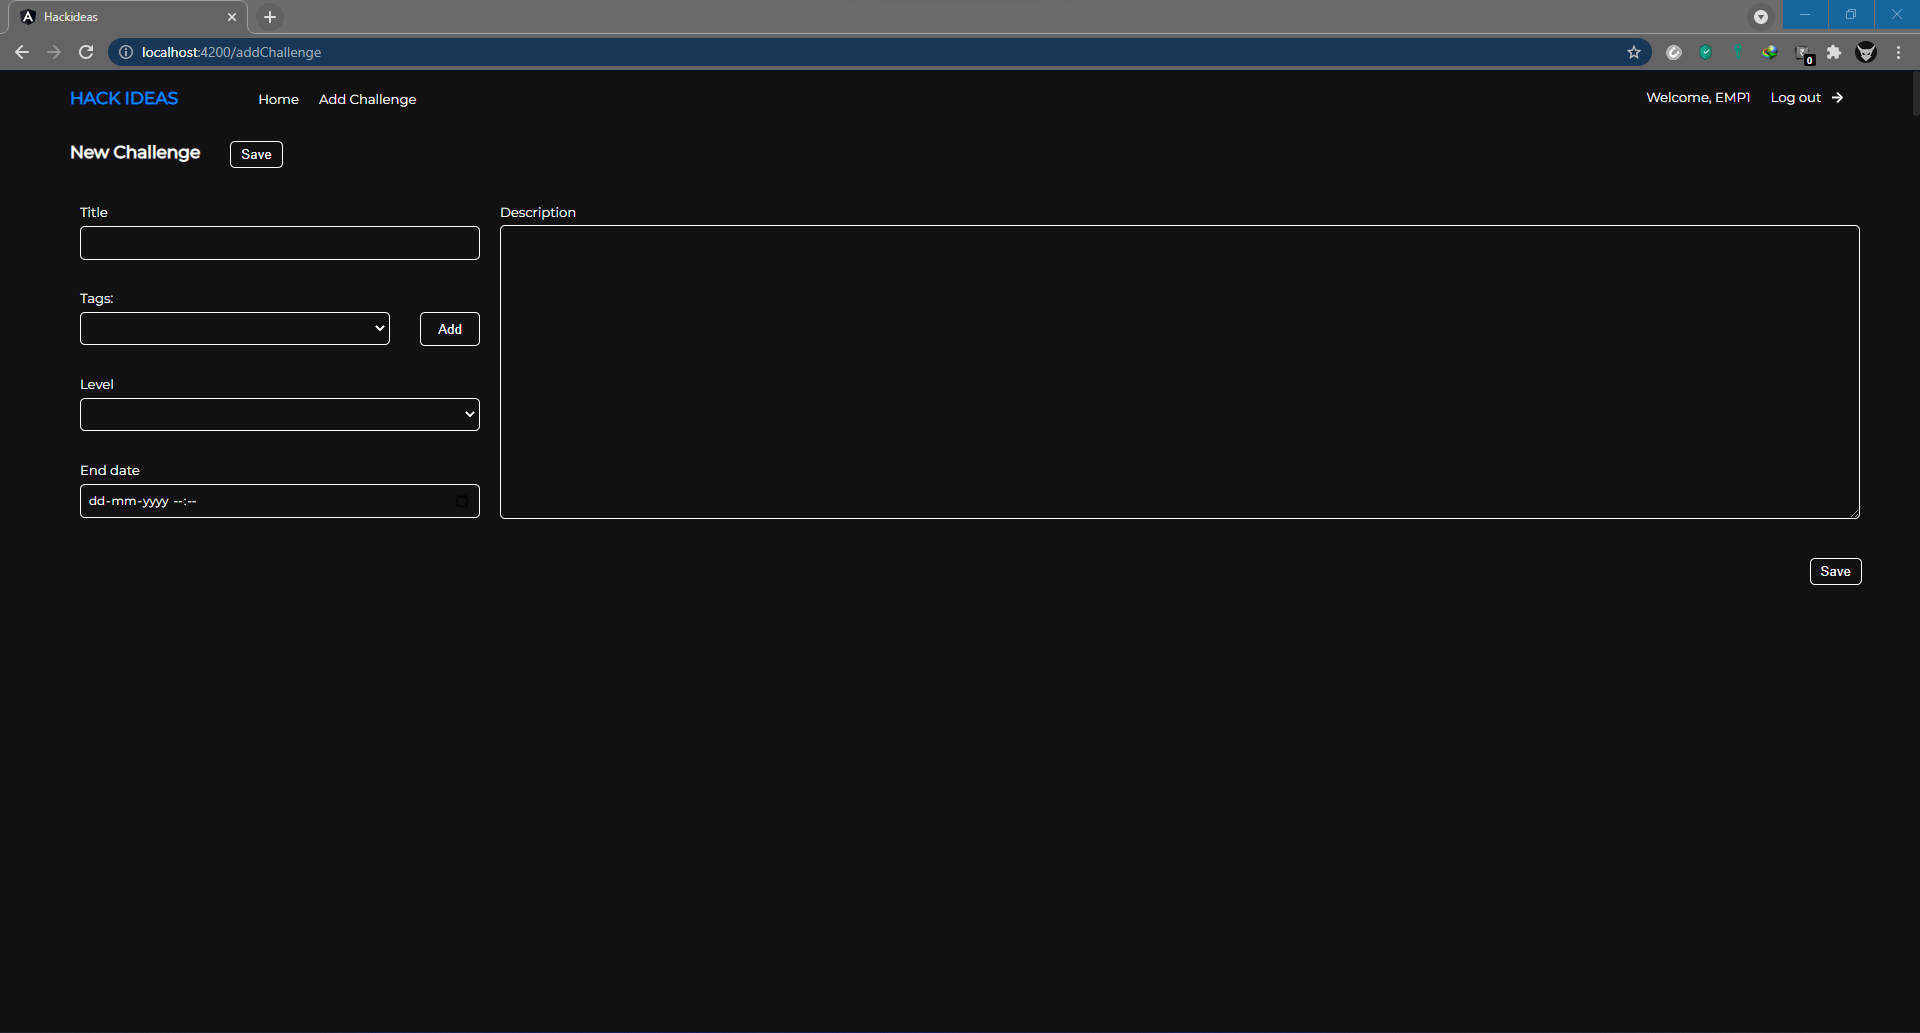 Hackideas
localhost:4200/addChallenge
0
HACK IDEAS Home Add Challenge Welcome, EMP1 Log out
New Challenge Save
Title
Description
Tags:
Add
Level
End date
dd-mm-yyyy --:--
Save